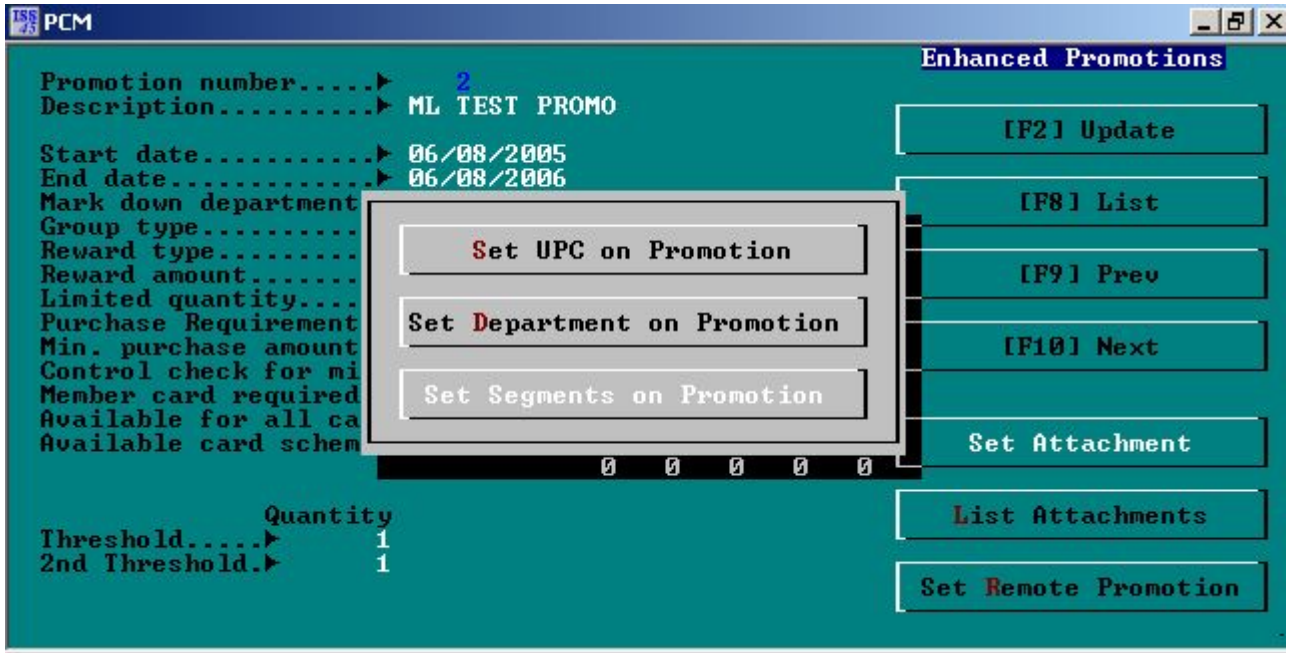 ISS 45 PCM
Enhanced Promotions
Promotion number.....► 2
Description..........► ML TEST PROMO
Start date...........► 06/08/2005
End date.............► 06/08/2006
Mark down department
Group type..........
Reward type.........
Reward amount.......
Limited quantity....
Purchase Requirement
Min. purchase amount
Control check for mi
Member card required
Available for all ca
Available card schem
0 0 0 0 0
Quantity
Threshold.....► 1
2nd Threshold.► 1
Set UPC on Promotion
Set Department on Promotion
Set Segments on Promotion
[F2] Update
[F8] List
[F9] Prev
[F10] Next
Set Attachment
List Attachments
Set Remote Promotion